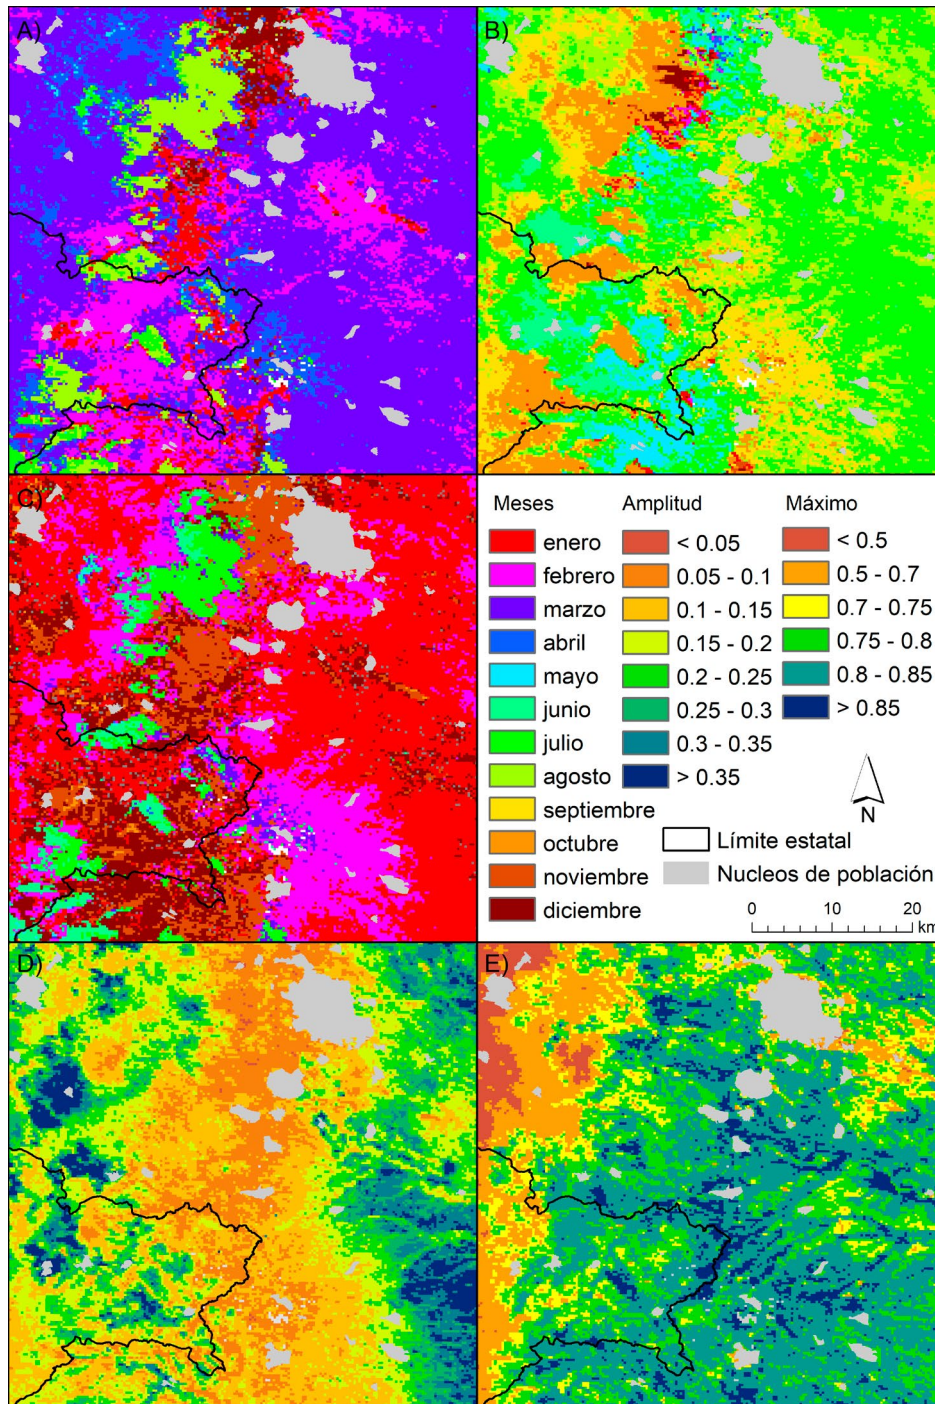 A)
B)
C)
Meses Amplitud Máximo
enero < 0.05 < 0.5
febrero 0.05 - 0.1 0.5 - 0.7
marzo 0.1 - 0.15 0.7 - 0.75
abril 0.15 - 0.2 0.75 - 0.8
mayo 0.2 - 0.25 0.8 - 0.85
junio 0.25 - 0.3 > 0.85
julio 0.3 - 0.35
agosto > 0.35
N
septiembre
octubre Límite estatal
noviembre Nucleos de población
diciembre
0 10 20
km
D)
E)